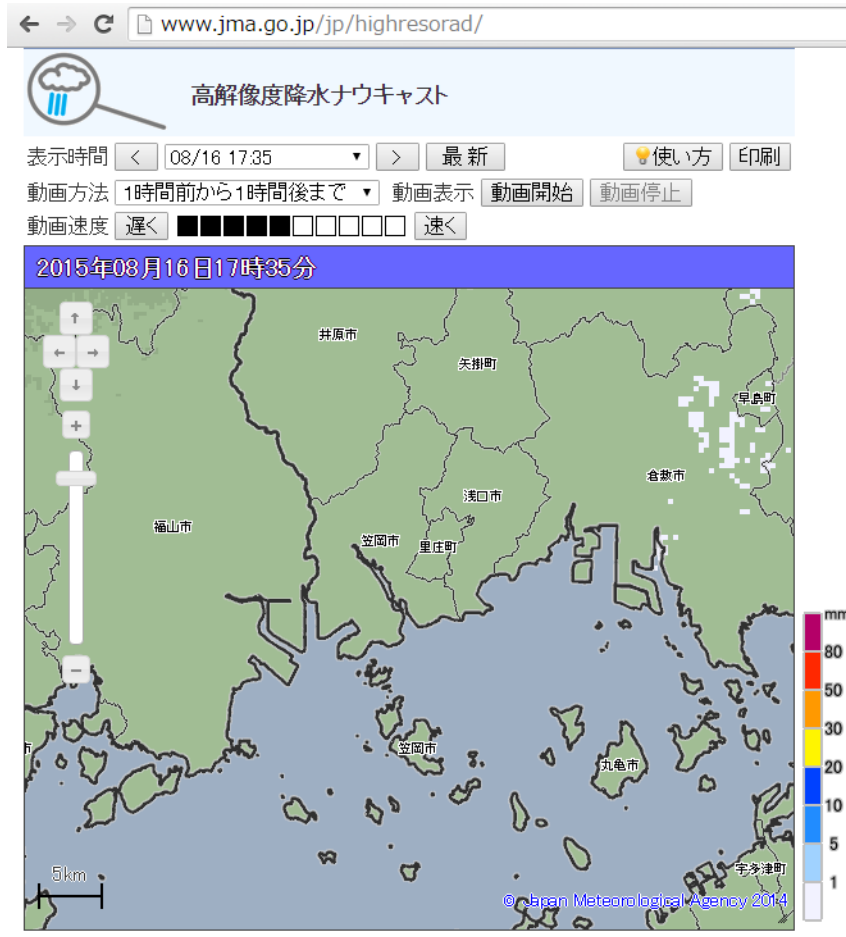 www.jma.go.jp/jp/highresorad/
高解像度降水ナウキャスト
表示時間 < 08/16 17:35 > 最新 使い方 印刷
動画方法 1時間前から1時間後まで 動画表示 動画開始 動画停止
動画速度 遅く 速く
2015年08月16日17時35分
井原市
矢掛町
早島町
倉敷市
浅口市
福山市
笠岡市
里庄町
mm
80
50
30
20
10
5
1
笠岡市
丸亀市
市
宇多津町
5km
© Japan Meteorological Agency 2014